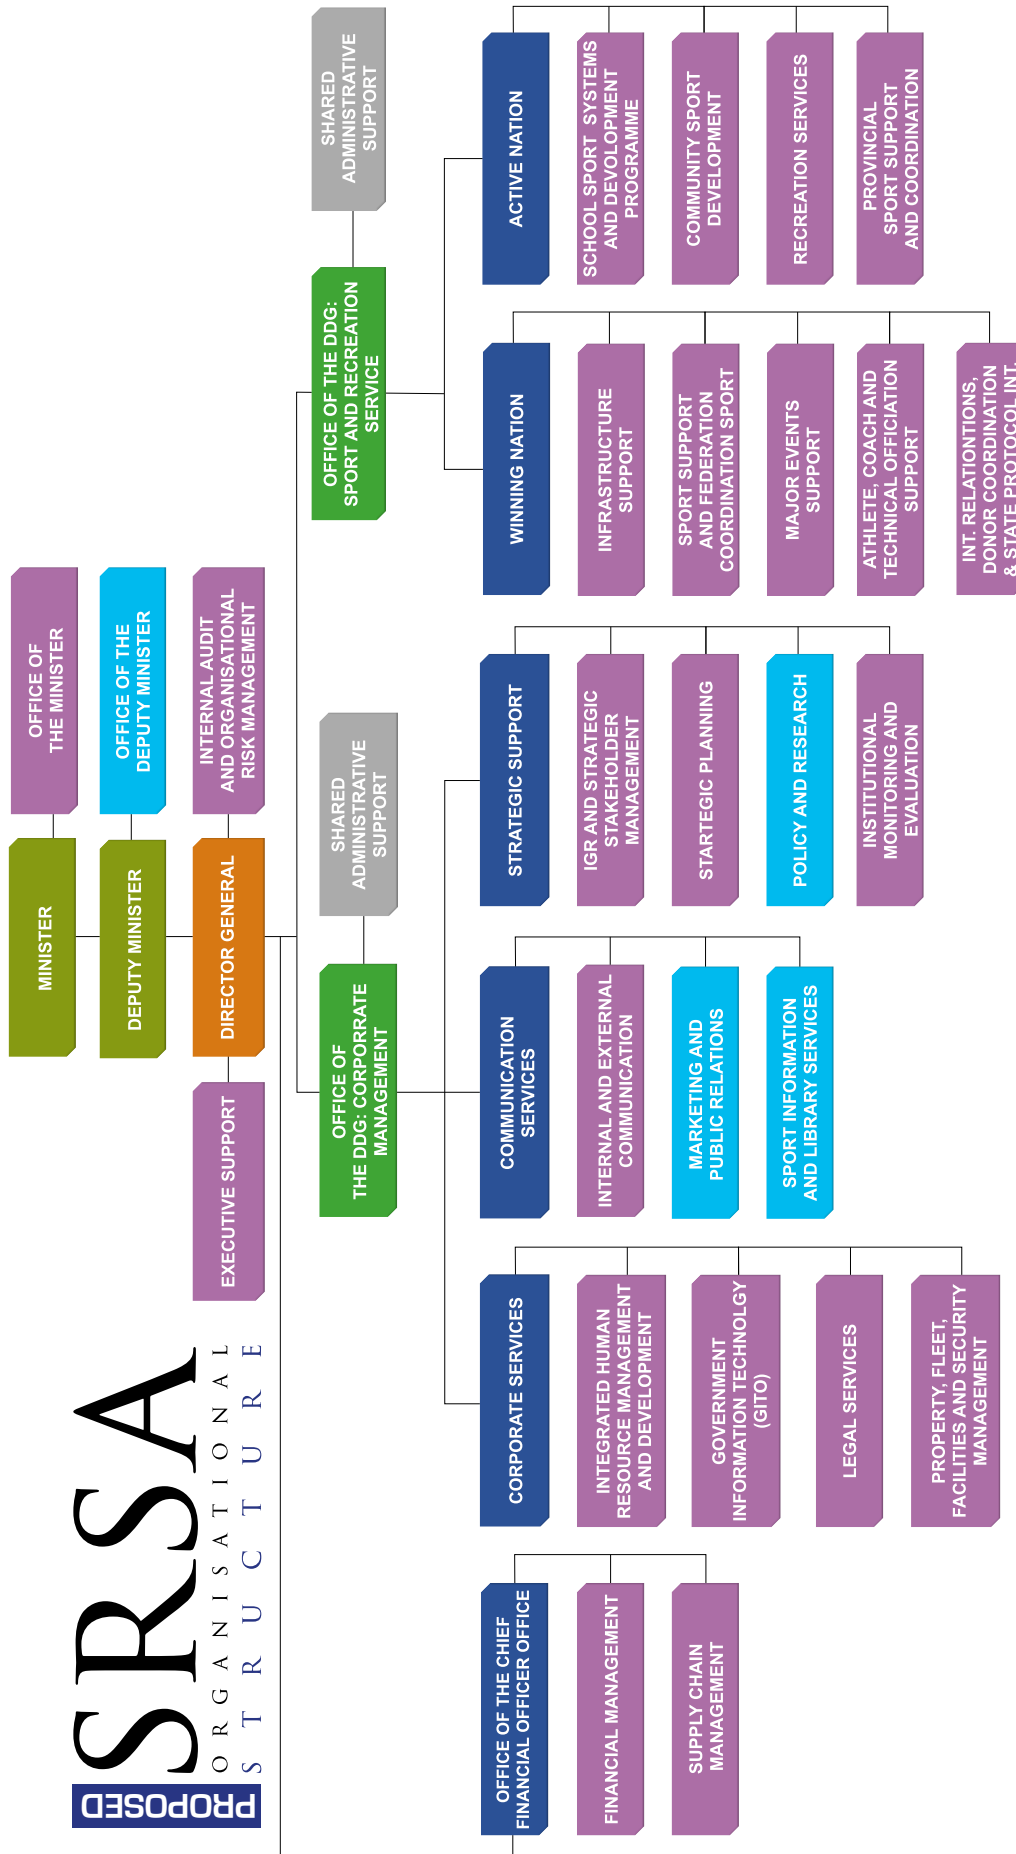 PROPOSED
SRSA
ORGANISATIONAL
STRUCTURE
MINISTER
OFFICE OF
THE MINISTER
DEPUTY MINISTER
OFFICE OF THE
DEPUTY MINISTER
EXECUTIVE SUPPORT
DIRECTOR GENERAL
INTERNAL AUDIT
AND ORGANISATIONAL
RISK MANAGEMENT
OFFICE OF
THE DDG: CORPORRATE
MANAGEMENT
SHARED
ADMINISTRATIVE
SUPPORT
OFFICE OF THE DDG:
SPORT AND RECREATION
SERVICE
SHARED
ADMINISTRATIVE
SUPPORT
OFFICE OF THE CHIEF
FINANCIAL OFFICER OFFICE
FINANCIAL MANAGEMENT
SUPPLY CHAIN
MANAGEMENT
CORPORATE SERVICES
INTEGRATED HUMAN
RESOURCE MANAGEMENT
AND DEVELOPMENT
GOVERNMENT
INFORMATION TECHNOLGY
(GITO)
LEGAL SERVICES
PROPERTY, FLEET,
FACILITIES AND SECURITY
MANAGEMENT
COMMUNICATION
SERVICES
INTERNAL AND EXTERNAL
COMMUNICATION
MARKETING AND
PUBLIC RELATIONS
SPORT INFORMATION
AND LIBRARY SERVICES
STRATEGIC SUPPORT
IGR AND STRATEGIC
STAKEHOLDER
MANAGEMENT
STARTEGIC PLANNING
POLICY AND RESEARCH
INSTITUTIONAL
MONITORING AND
EVALUATION
WINNING NATION
INFRASTRUCTURE
SUPPORT
SPORT SUPPORT
AND FEDERATION
COORDINATION SPORT
MAJOR EVENTS
SUPPORT
ATHLETE, COACH AND
TECHNICAL OFFICIATION
SUPPORT
INT. RELATIONTIONS,
DONOR COORDINATION
& STATE PROTOCOL INT.
ACTIVE NATION
SCHOOL SPORT SYSTEMS
AND DEVOLOPMENT
PROGRAMME
COMMUNITY SPORT
DEVELOPMENT
RECREATION SERVICES
PROVINCIAL
SPORT SUPPORT
AND COORDINATION